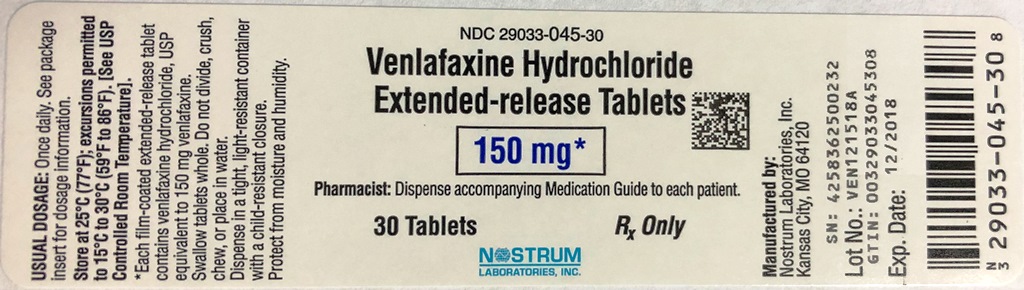 USUAL DOSAGE: Once daily. See package
Insert for dosage information.
Store at 25°C (77°F); excursions permitted
to 15°C to 30°C (59°F to 86°F). [See USP
Controlled Room Temperature].
*Each film-coated extended-release tablet
contains venlafaxine hydrochloride, USP
equivalent to 150 mg venlafaxine.
Swallow tablets whole. Do not divide, crush,
chew, or place in water.
Dispense in a tight, light-resistant container
with a child-resistant closure.
Protect from moisture and humidity.
NDC 29033-045-30
Venlafaxine Hydrochloride
Extended-release Tablets
150 mg*
Pharmacist: Dispense accompanying Medication Guide to each patient.
30 Tablets
Rx Only
NOSTRUM
LABORATORIES, INC.
Manufactured by:
Nostrum Laboratories, Inc.
Kansas City, MO 64120
SN: 4258362500232
Lot No.: VEN121518A
GTIN: 00329033045308
Exp. Date: 12/2018
N
3 29033-045-30 8